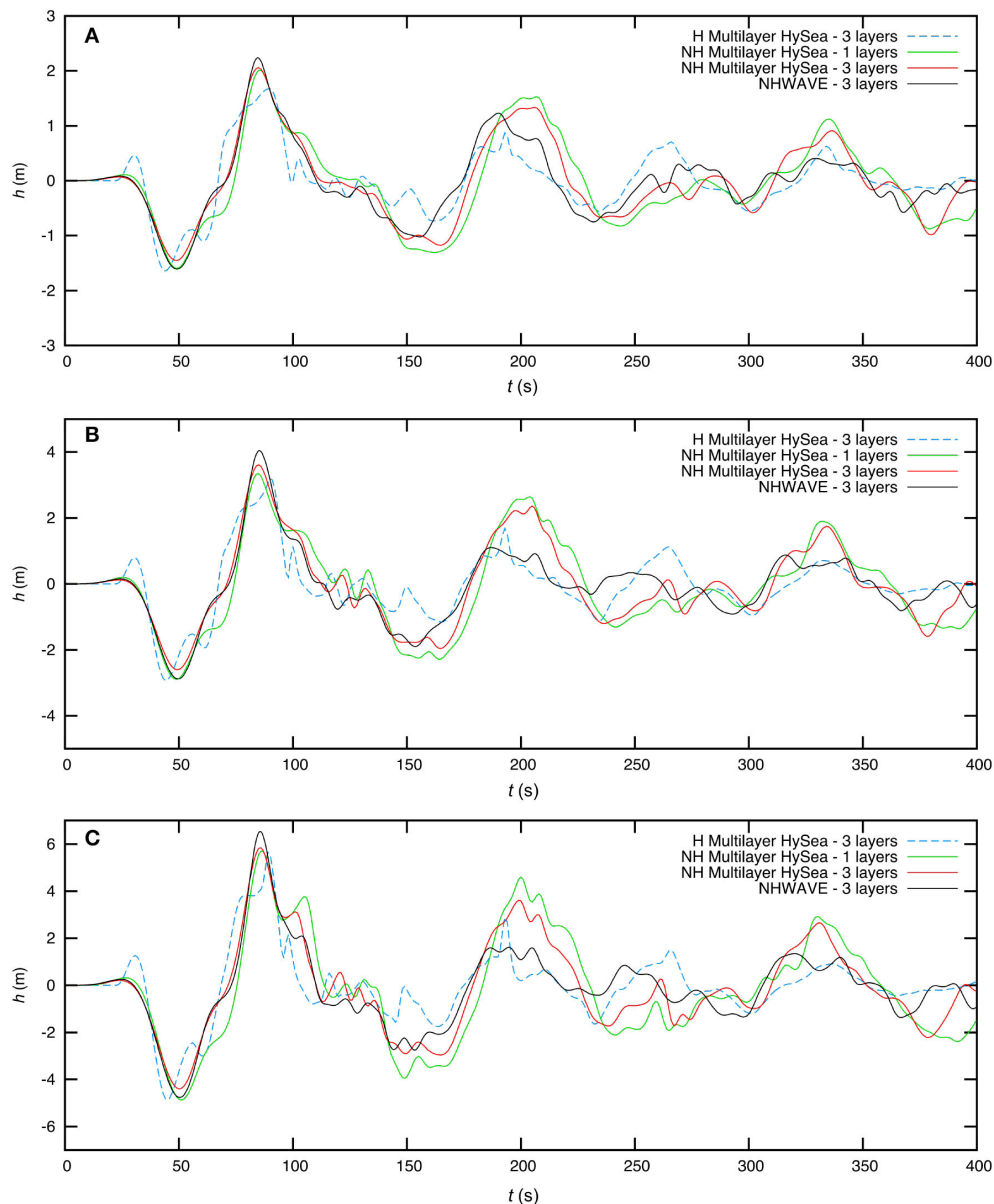 A
H Multilayer HySea - 3 layers
NH Multilayer HySea - 1 layers
NH Multilayer HySea - 3 layers
NHWAVE - 3 layers
3
2
1
0
-1
-2
-3
h (m)
0 50 100 150 200 250 300 350 400
t (s)
B
H Multilayer HySea - 3 layers
NH Multilayer HySea - 1 layers
NH Multilayer HySea - 3 layers
NHWAVE - 3 layers
4
2
0
-2
-4
h (m)
0 50 100 150 200 250 300 350 400
t (s)
C
H Multilayer HySea - 3 layers
NH Multilayer HySea - 1 layers
NH Multilayer HySea - 3 layers
NHWAVE - 3 layers
6
4
2
0
-2
-4
-6
h (m)
0 50 100 150 200 250 300 350 400
t (s)